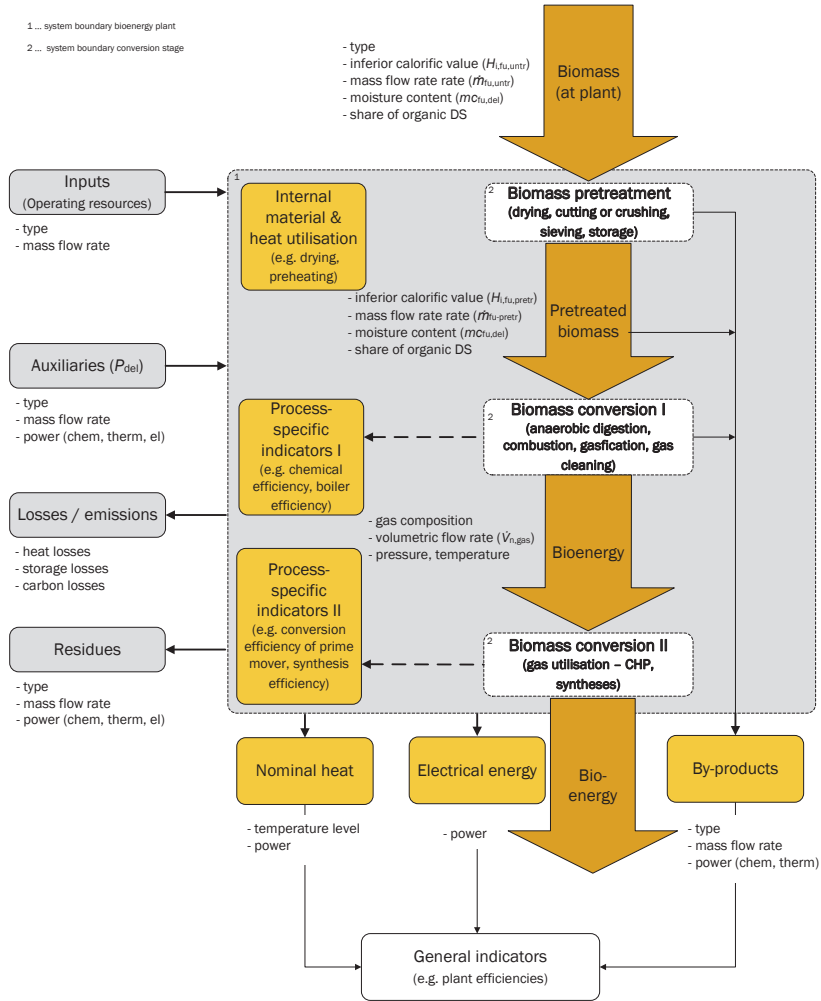 1 ... system boundary bioenergy plant
2 ... system boundary conversion stage
- type
- inferior calorific value (Hi,fu,untr)
- mass flow rate rate (ṁfu,untr)
- moisture content (mcfu,del)
- share of organic DS
Biomass
(at plant)
Inputs
(Operating resources)
- type
- mass flow rate
1
Internal
material &
heat utilisation
(e.g. drying,
preheating)
2
Biomass pretreatment
(drying, cutting or crushing,
sieving, storage)
- inferior calorific value (Hi,fu,pretr)
- mass flow rate rate (ṁfu-pretr)
- moisture content (mcfu,del)
- share of organic DS
Pretreated
biomass
Auxiliaries (Pdel)
- type
- mass flow rate
- power (chem, therm, el)
Process-
specific
indicators I
(e.g. chemical
efficiency, boiler
efficiency)
2
Biomass conversion I
(anaerobic digestion,
combustion, gasfication, gas
cleaning)
Losses / emissions
- heat losses
- storage losses
- carbon losses
- gas composition
- volumetric flow rate (V̇n,gas)
- pressure, temperature
Bioenergy
Process-
specific
indicators II
(e.g. conversion
efficiency of prime
mover, synthesis
efficiency)
2
Biomass conversion II
(gas utilisation – CHP,
syntheses)
Residues
- type
- mass flow rate
- power (chem, therm, el)
Nominal heat
Electrical energy
Bio-
energy
By-products
- temperature level
- power
- power
- type
- mass flow rate
- power (chem, therm)
General indicators
(e.g. plant efficiencies)